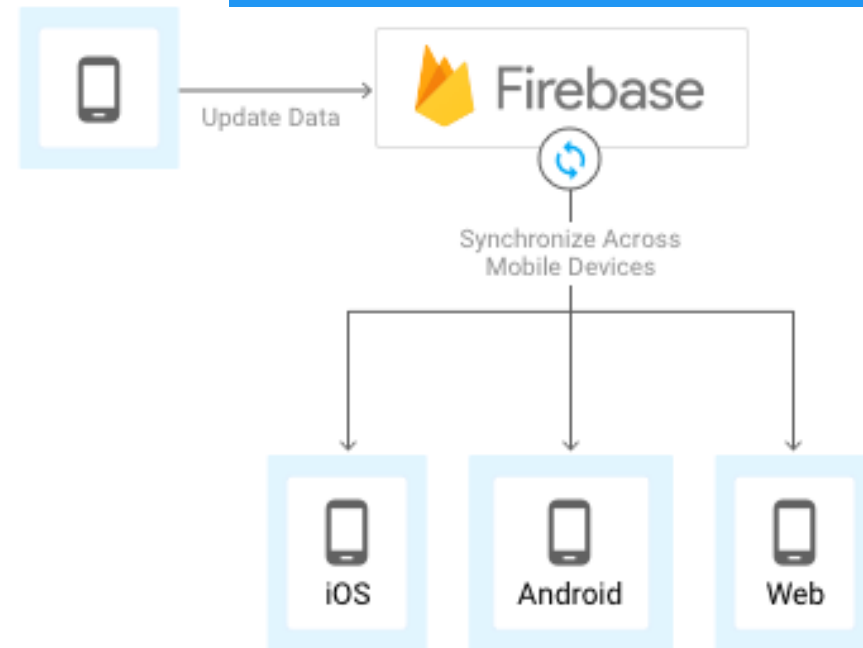 Firebase
Update Data
Synchronize Across
Mobile Devices
iOS
Android
Web